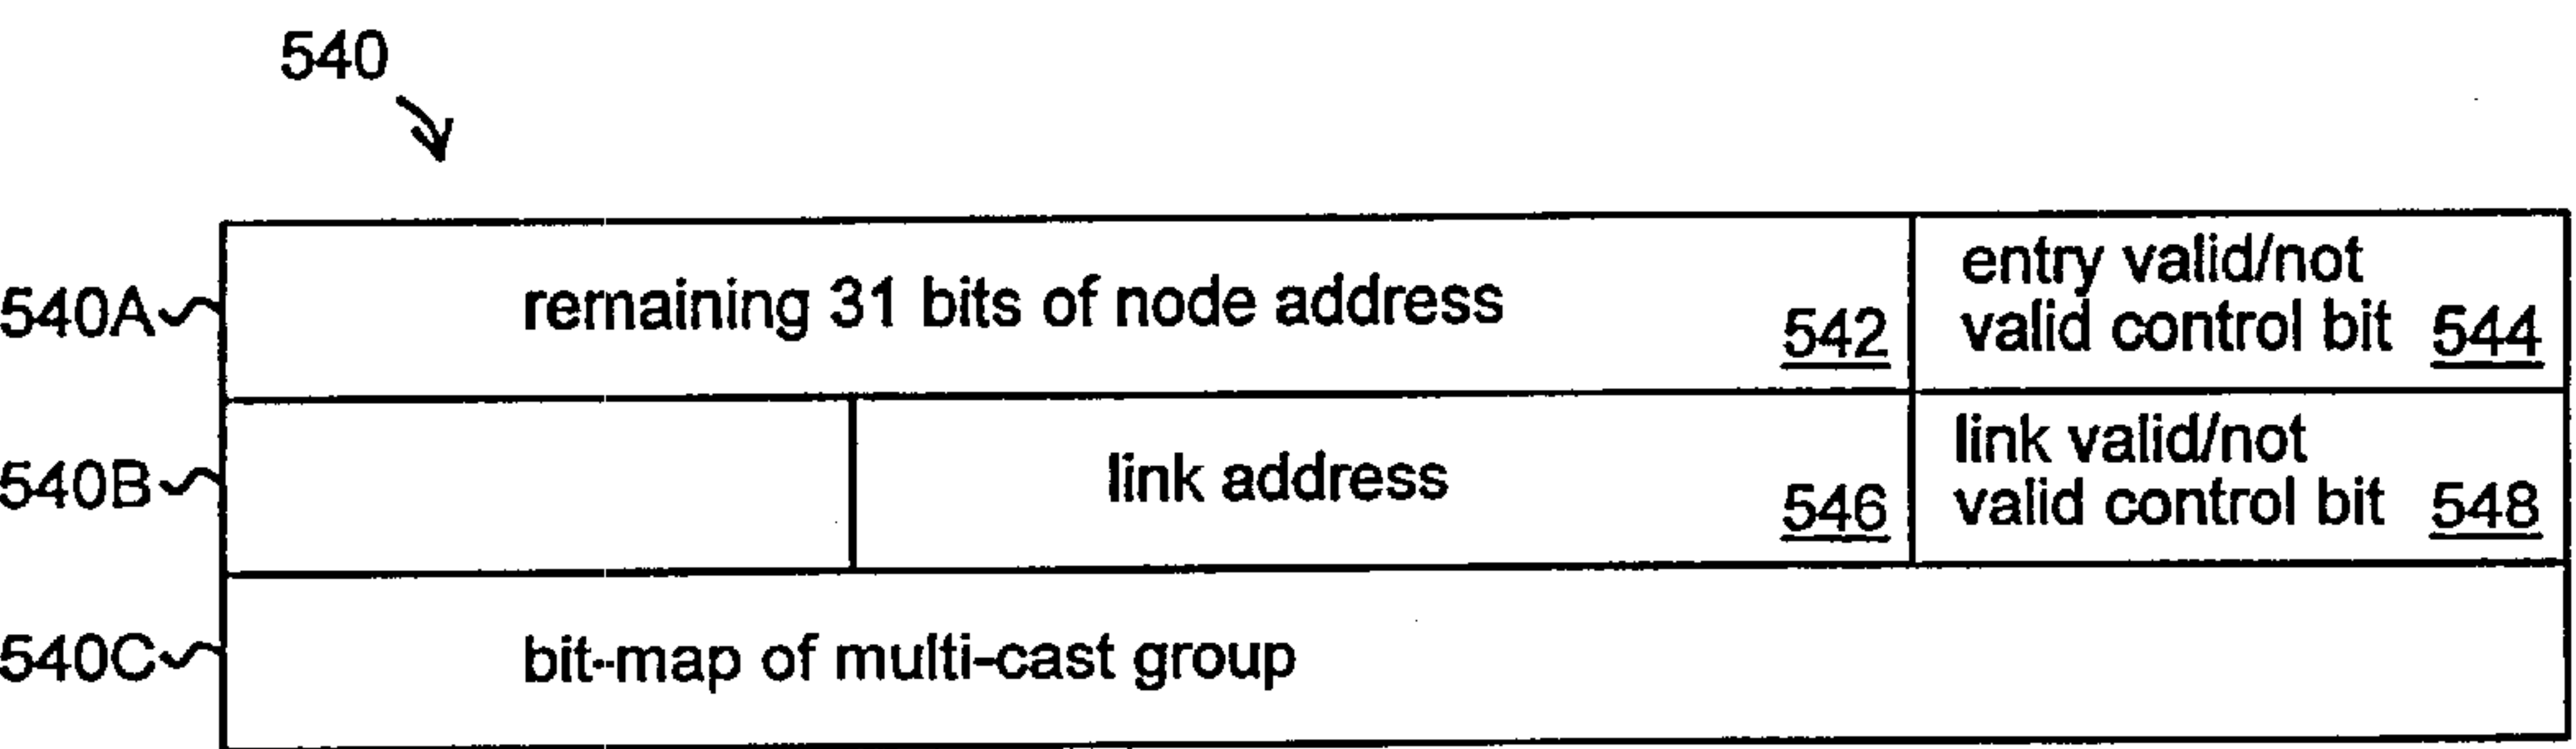 540
540A
remaining 31 bits of node address 542
entry valid/not
valid control bit 544
540B
link address 546
link valid/not
valid control bit 548
540C
bit-map of multi-cast group